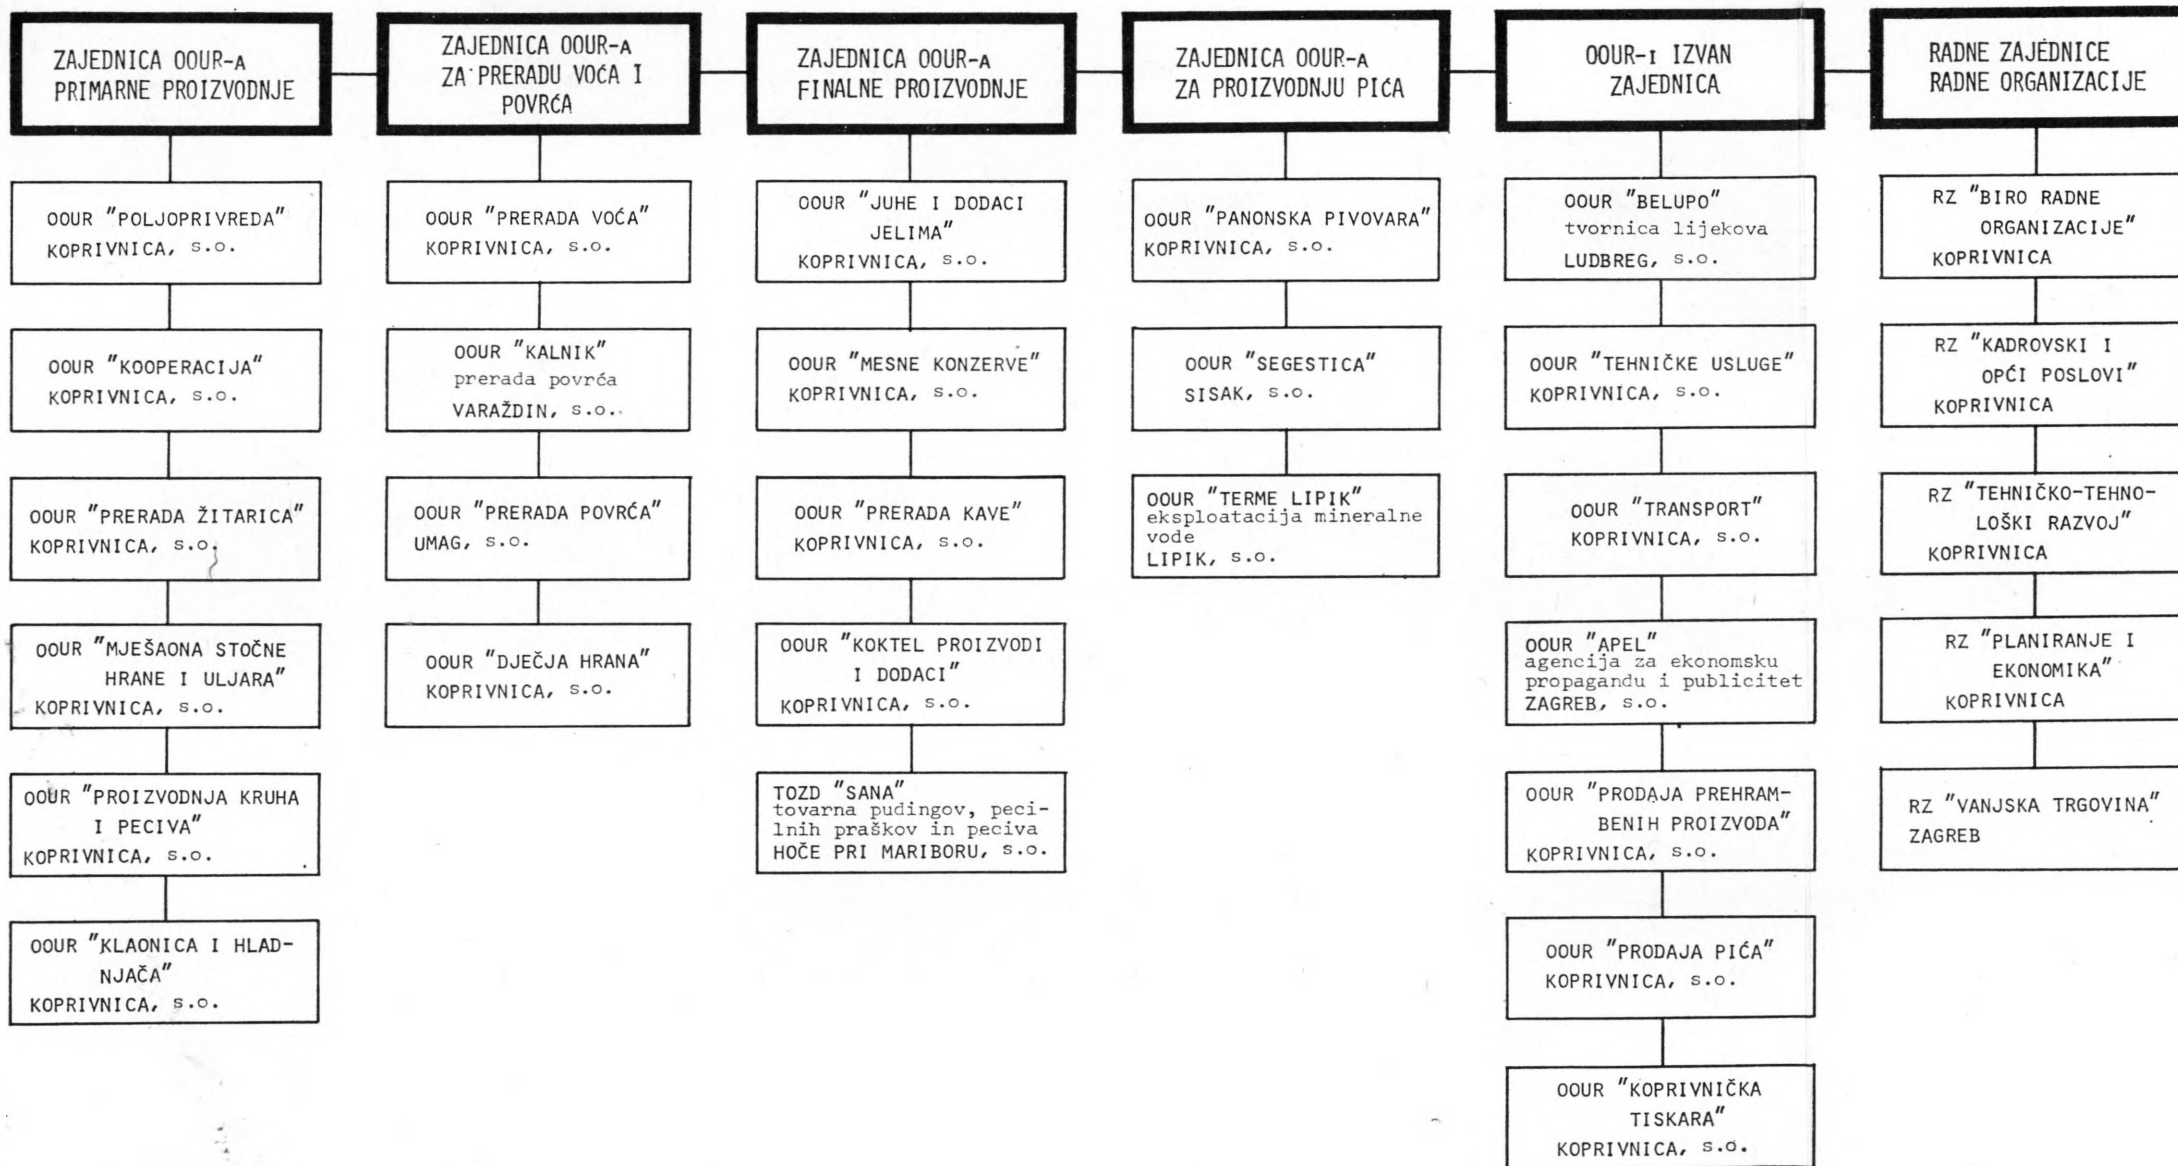 ZAJEDNICA OOUR-A
PRIMARNE PROIZVODNJE
OOUR "POLJOPRIVREDA"
KOPRIVNICA, s.o.
OOUR "KOOPERACIJA"
KOPRIVNICA, s.o.
OOUR "PRERADA ŽITARICA"
KOPRIVNICA, s.o.
OOUR "MJEŠAONA STOČNE
HRANE I ULJARA"
KOPRIVNICA, s.o.
OOUR "PROIZVODNJA KRUHA
I PECIVA"
KOPRIVNICA, s.o.
OOUR "KLAONICA I HLAD-
NJAČA"
KOPRIVNICA, s.o.
ZAJEDNICA OOUR-A
ZA PRERADU VOĆA I
POVRĆA
OOUR "PRERADA VOĆA"
KOPRIVNICA, s.o.
OOUR "KALNIK"
prerada povrća
VARAŽDIN, s.o.
OOUR "PRERADA POVRĆA"
UMAG, s.o.
OOUR "DJEČJA HRANA"
KOPRIVNICA, s.o.
ZAJEDNICA OOUR-A
FINALNE PROIZVODNJE
OOUR "JUHE I DODACI
JELIMA"
KOPRIVNICA, s.o.
OOUR "MESNE KONZERVE"
KOPRIVNICA, s.o.
OOUR "PRERADA KAVE"
KOPRIVNICA, s.o.
OOUR "KOKTEL PROIZVODI
I DODACI"
KOPRIVNICA, s.o.
TOZD "SANA"
tovarna pudingov, peci-
lnih praškov in peciva
HOČE PRI MARIBORU, s.o.
ZAJEDNICA OOUR-A
ZA PROIZVODNJU PIĆA
OOUR "PANONSKA PIVOVARA"
KOPRIVNICA, s.o.
OOUR "SEGESTICA"
SISAK, s.o.
OOUR "TERME LIPIK"
eksploatacija mineralne
vode
LIPIK, s.o.
OOUR-I IZVAN
ZAJEDNICA
OOUR "BELUPO"
tvornica lijekova
LUDBREG, s.o.
OOUR "TEHNIČKE USLUGE"
KOPRIVNICA, s.o.
OOUR "TRANSPORT"
KOPRIVNICA, s.o.
OOUR "APEL"
agencija za ekonomsku
propagandu i publicitet
ZAGREB, s.o.
OOUR "PRODAJA PREHRAM-
BENIH PROIZVODA"
KOPRIVNICA, s.o.
OOUR "PRODAJA PIĆA"
KOPRIVNICA, s.o.
OOUR "KOPRIVNIČKA
TISKARA"
KOPRIVNICA, s.o.
RADNE ZAJEDNICE
RADNE ORGANIZACIJE
RZ "BIRO RADNE
ORGANIZACIJE"
KOPRIVNICA
RZ "KADROVSKI I
OPĆI POSLOVI"
KOPRIVNICA
RZ "TEHNIČKO-TEHNO-
LOŠKI RAZVOJ"
KOPRIVNICA
RZ "PLANIRANJE I
EKONOMIKA"
KOPRIVNICA
RZ "VANJSKA TRGOVINA"
ZAGREB